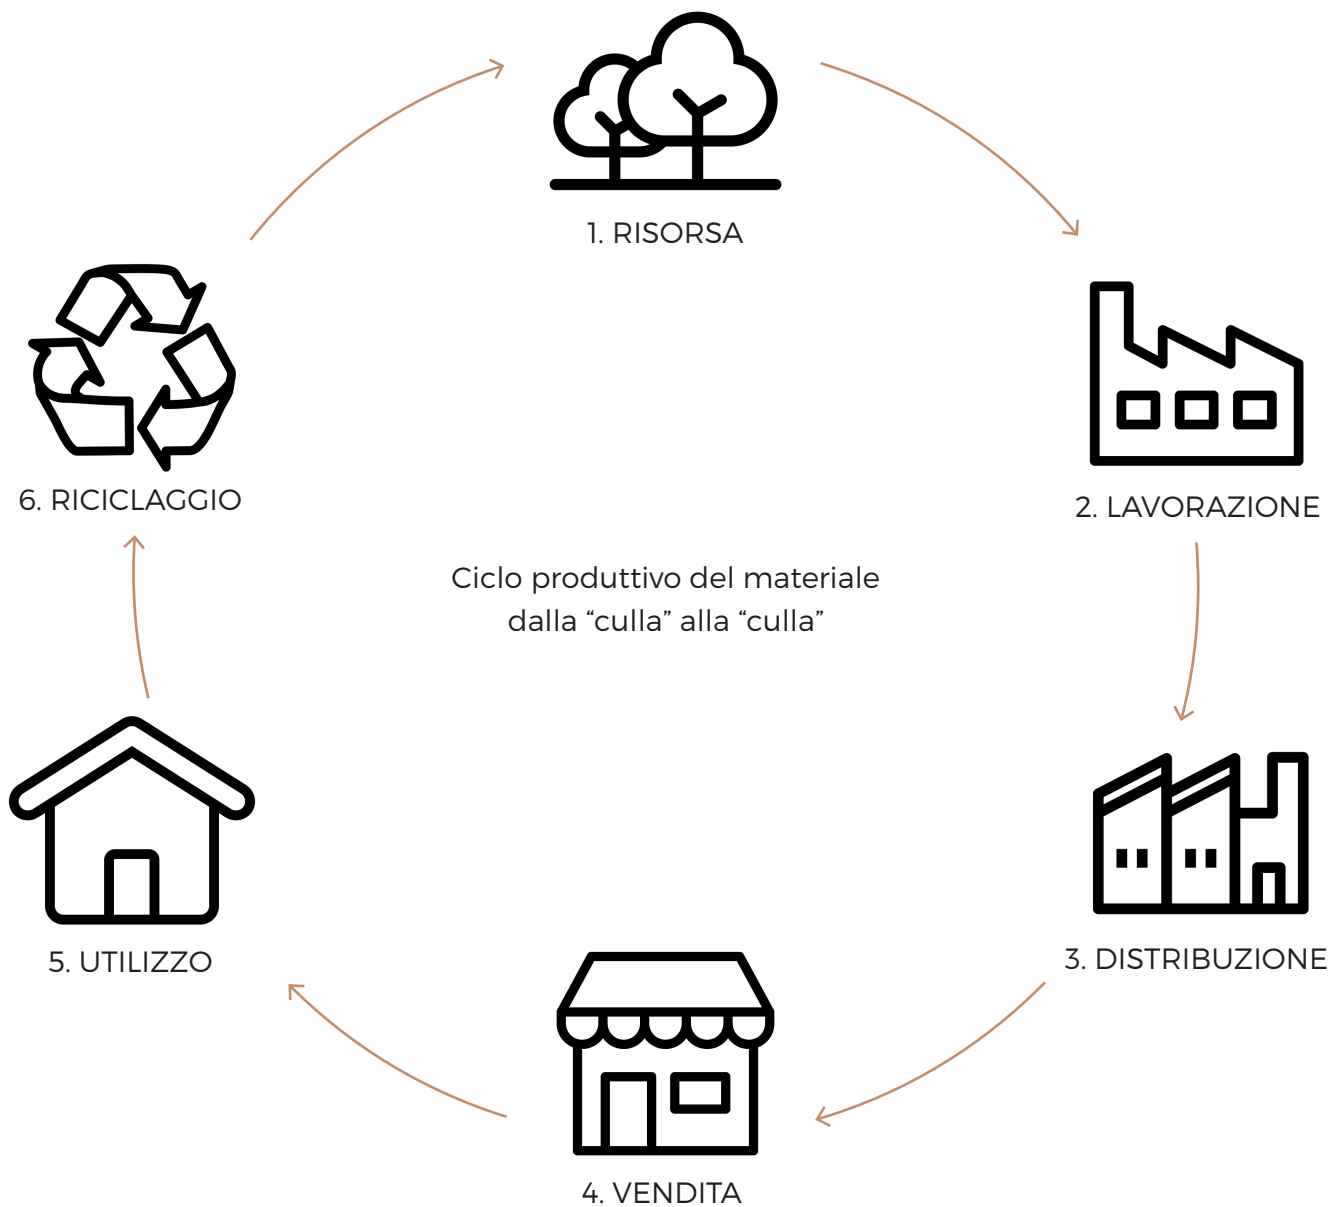 1. RISORSA
2. LAVORAZIONE
3. DISTRIBUZIONE
4. VENDITA
5. UTILIZZO
6. RICICLAGGIO
Ciclo produttivo del materiale
dalla “culla” alla “culla”